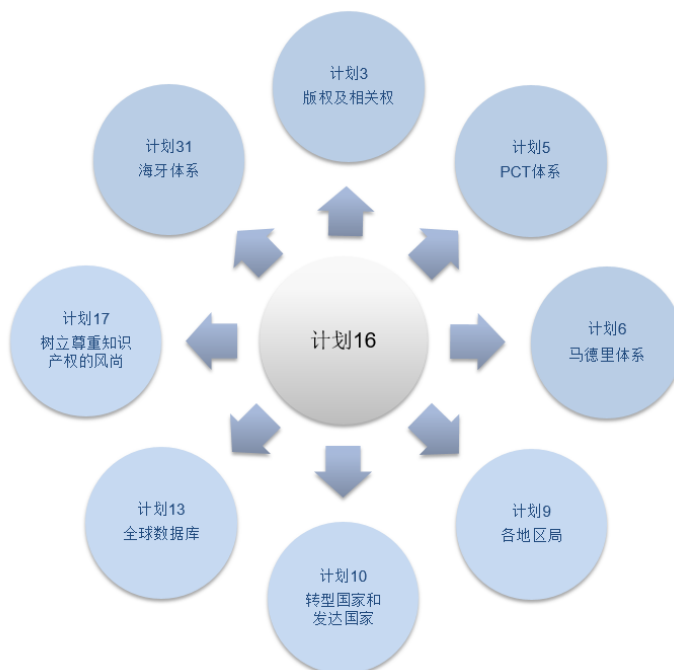 计划3
版权及相关权
计划31
海牙体系
计划5
PCT体系
计划17
树立尊重知识
产权的风尚
计划16
计划6
马德里体系
计划13
全球数据库
计划9
各地区局
计划10
转型国家和
发达国家